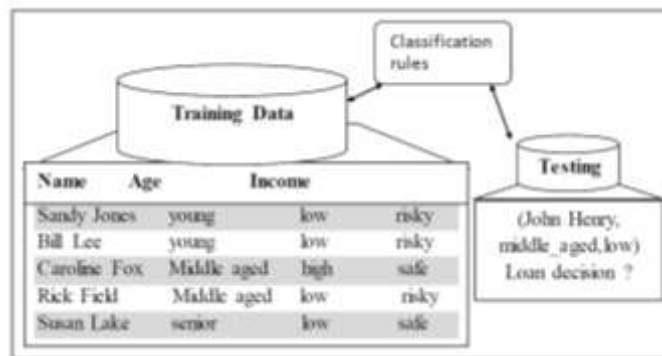 Classification
rules
Training Data
Name Age Income
Sandy Jones young low risky
Bill Lee young low risky
Caroline Fox Middle aged high safe
Rick Field Middle aged low risky
Susan Lake senior low safe
Testing
(John Henry,
middle_aged,low)
Loan decision ?